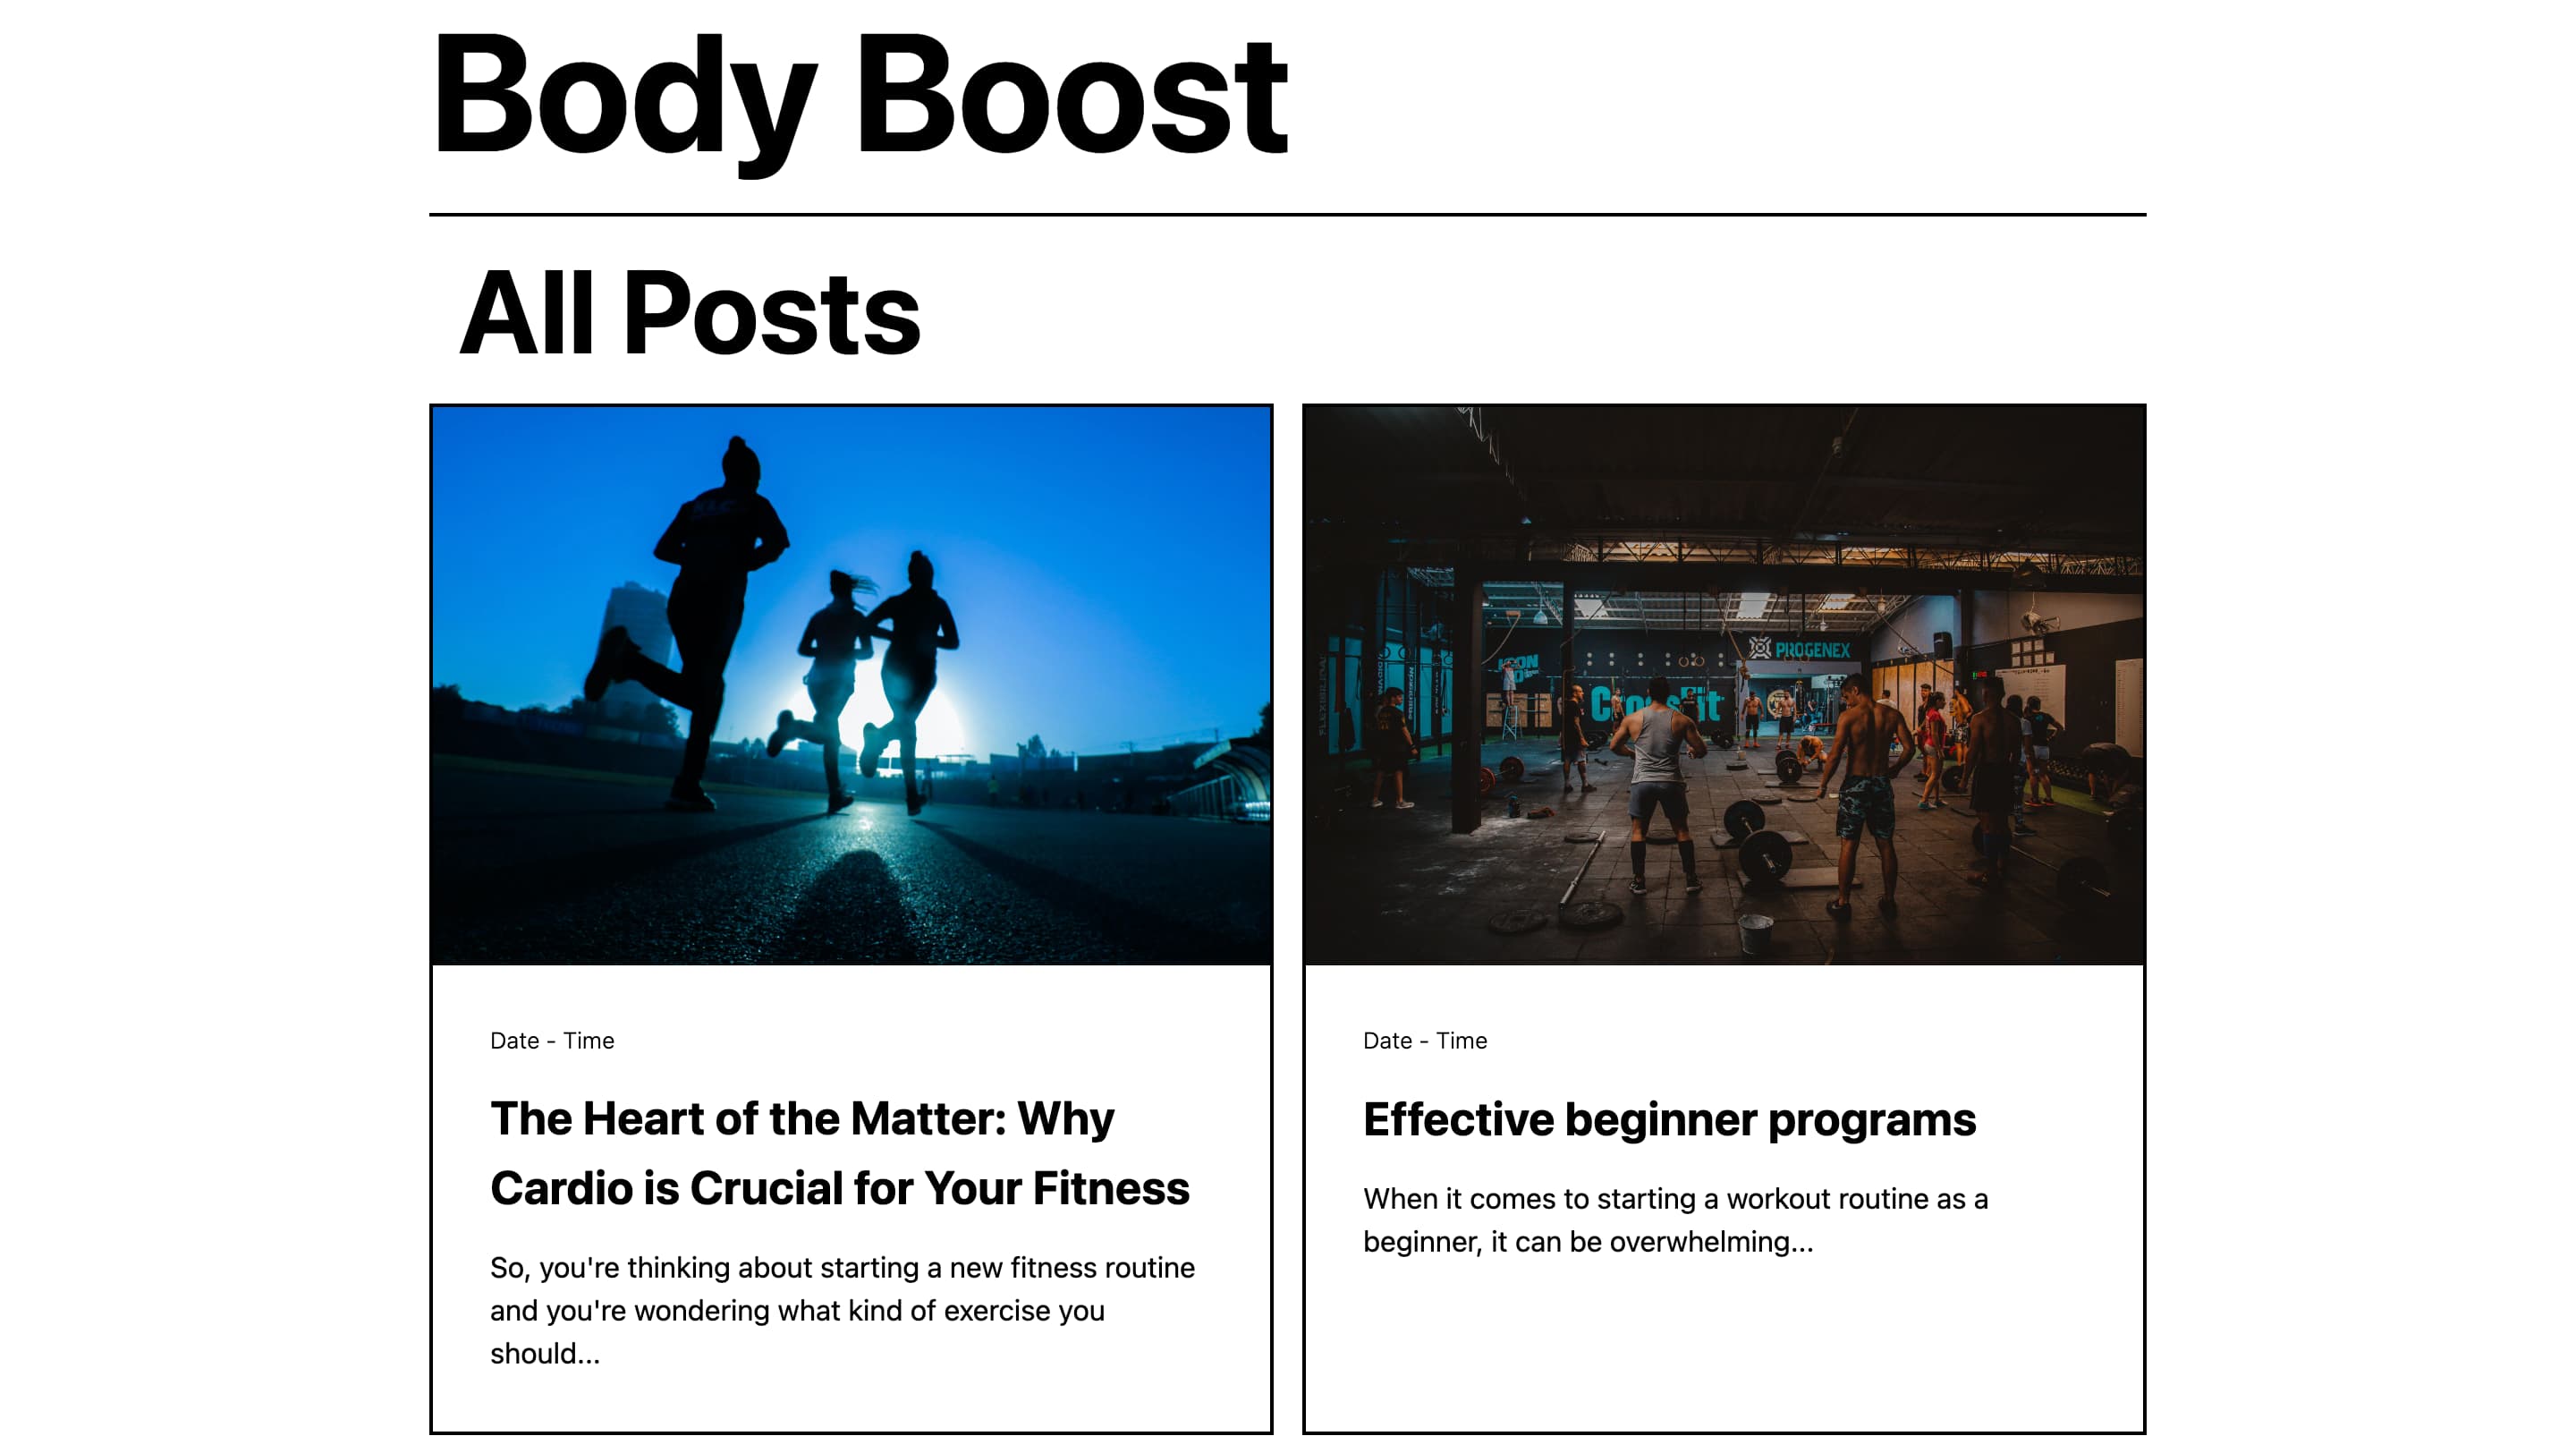 Body Boost
All Posts
PROGENEX
CrossFit
Date - Time
The Heart of the Matter: Why
Cardio is Crucial for Your Fitness
So, you're thinking about starting a new fitness routine
and you're wondering what kind of exercise you
should...
Date - Time
Effective beginner programs
When it comes to starting a workout routine as a
beginner, it can be overwhelming...